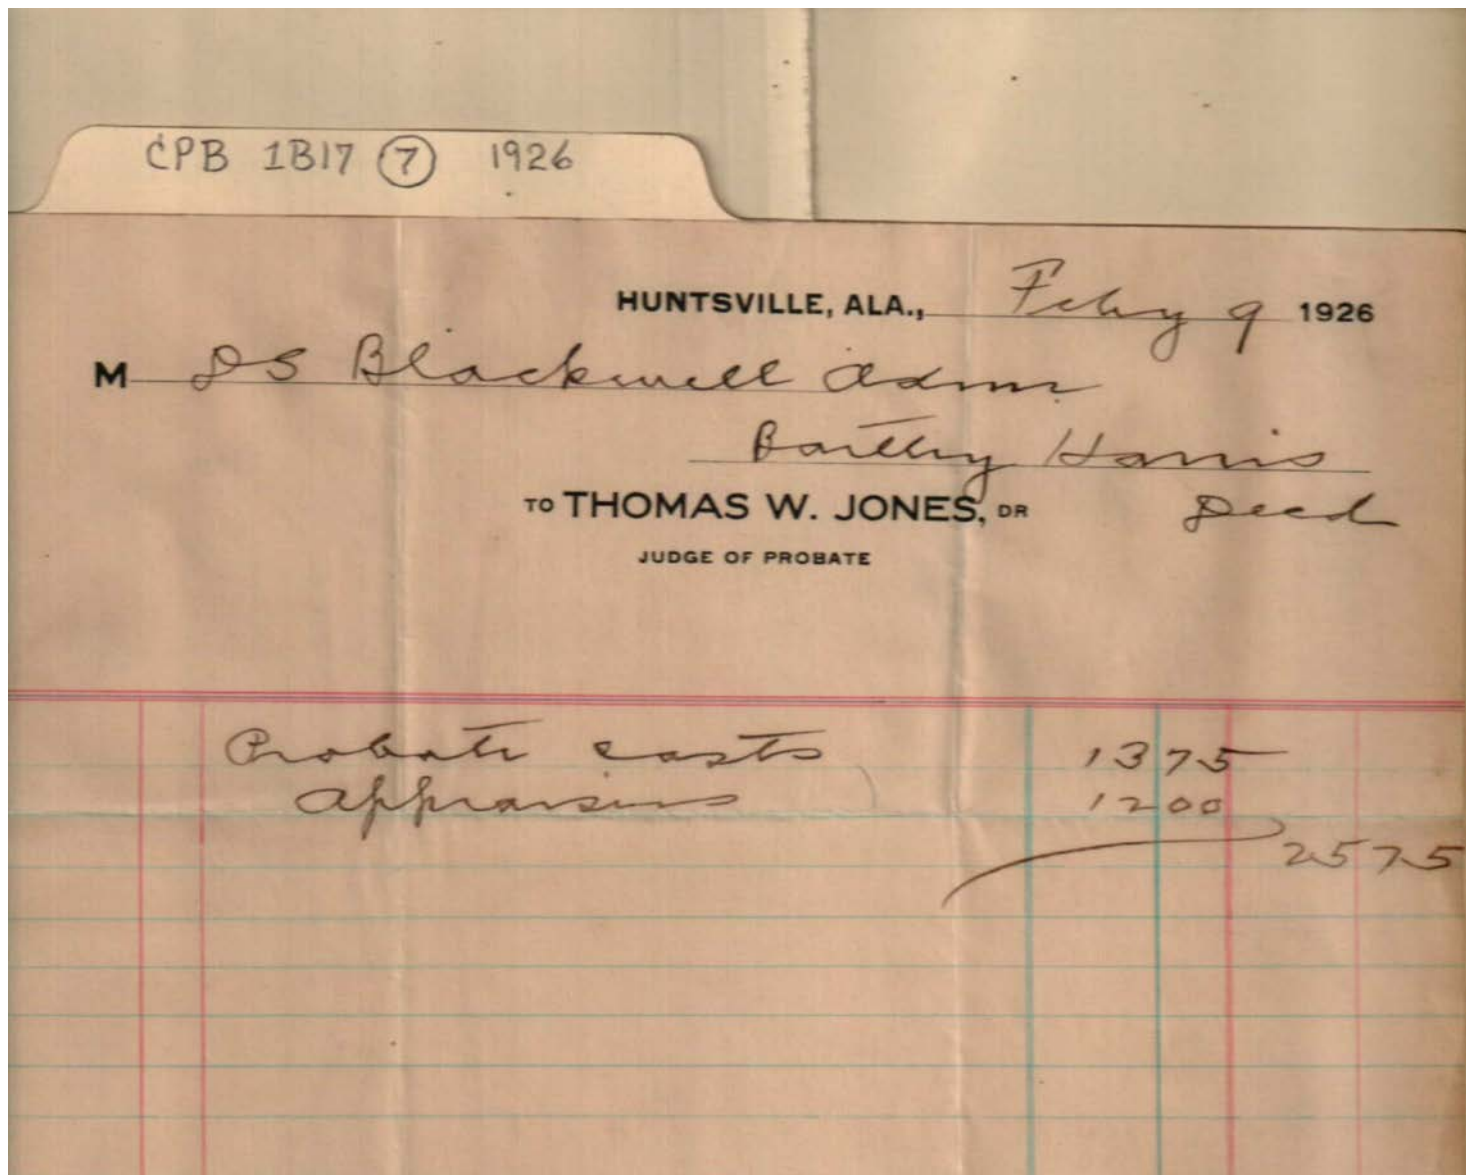 CPB 1B17 7 1926
HUNTSVILLE, ALA., Feby 9 1926
M DS Blackwell Admr
Bartley Harris
TO THOMAS W. JONES, DR Decd
JUDGE OF PROBATE
Probate costs 1375
appraisers 1200
2575